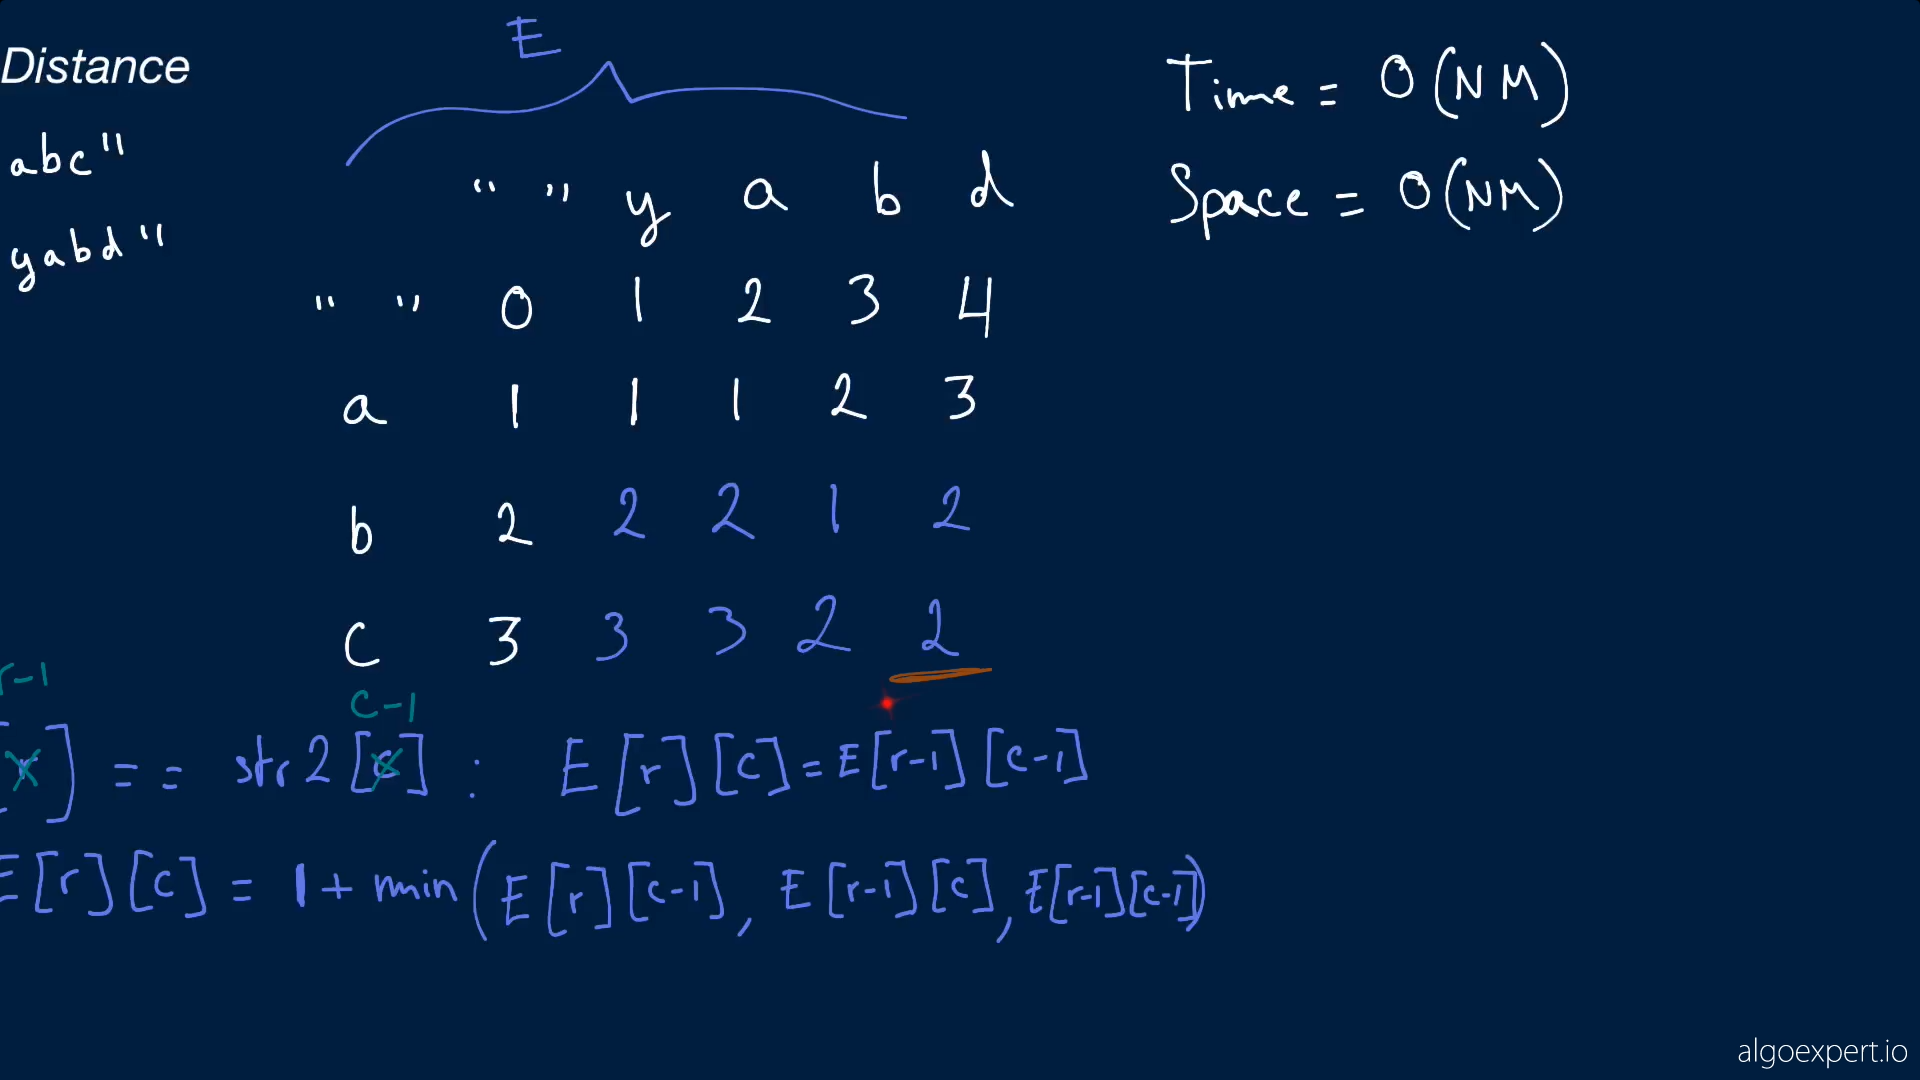 E
Distance
Time = O(NM)
abc"
Space = O(NM)
" " y a b d
yabd"
" " 0 1 2 3 4
a 1 1 1 2 3
b 2 2 2 1 2
c 3 3 3 2 2
r-1 c-1
[r] == str2[c] : E[r][c]=E[r-1][c-1]
E[r][c] = 1 + min(E[r][c-1], E[r-1][c], E[r-1][c-1])
algoexpert.io